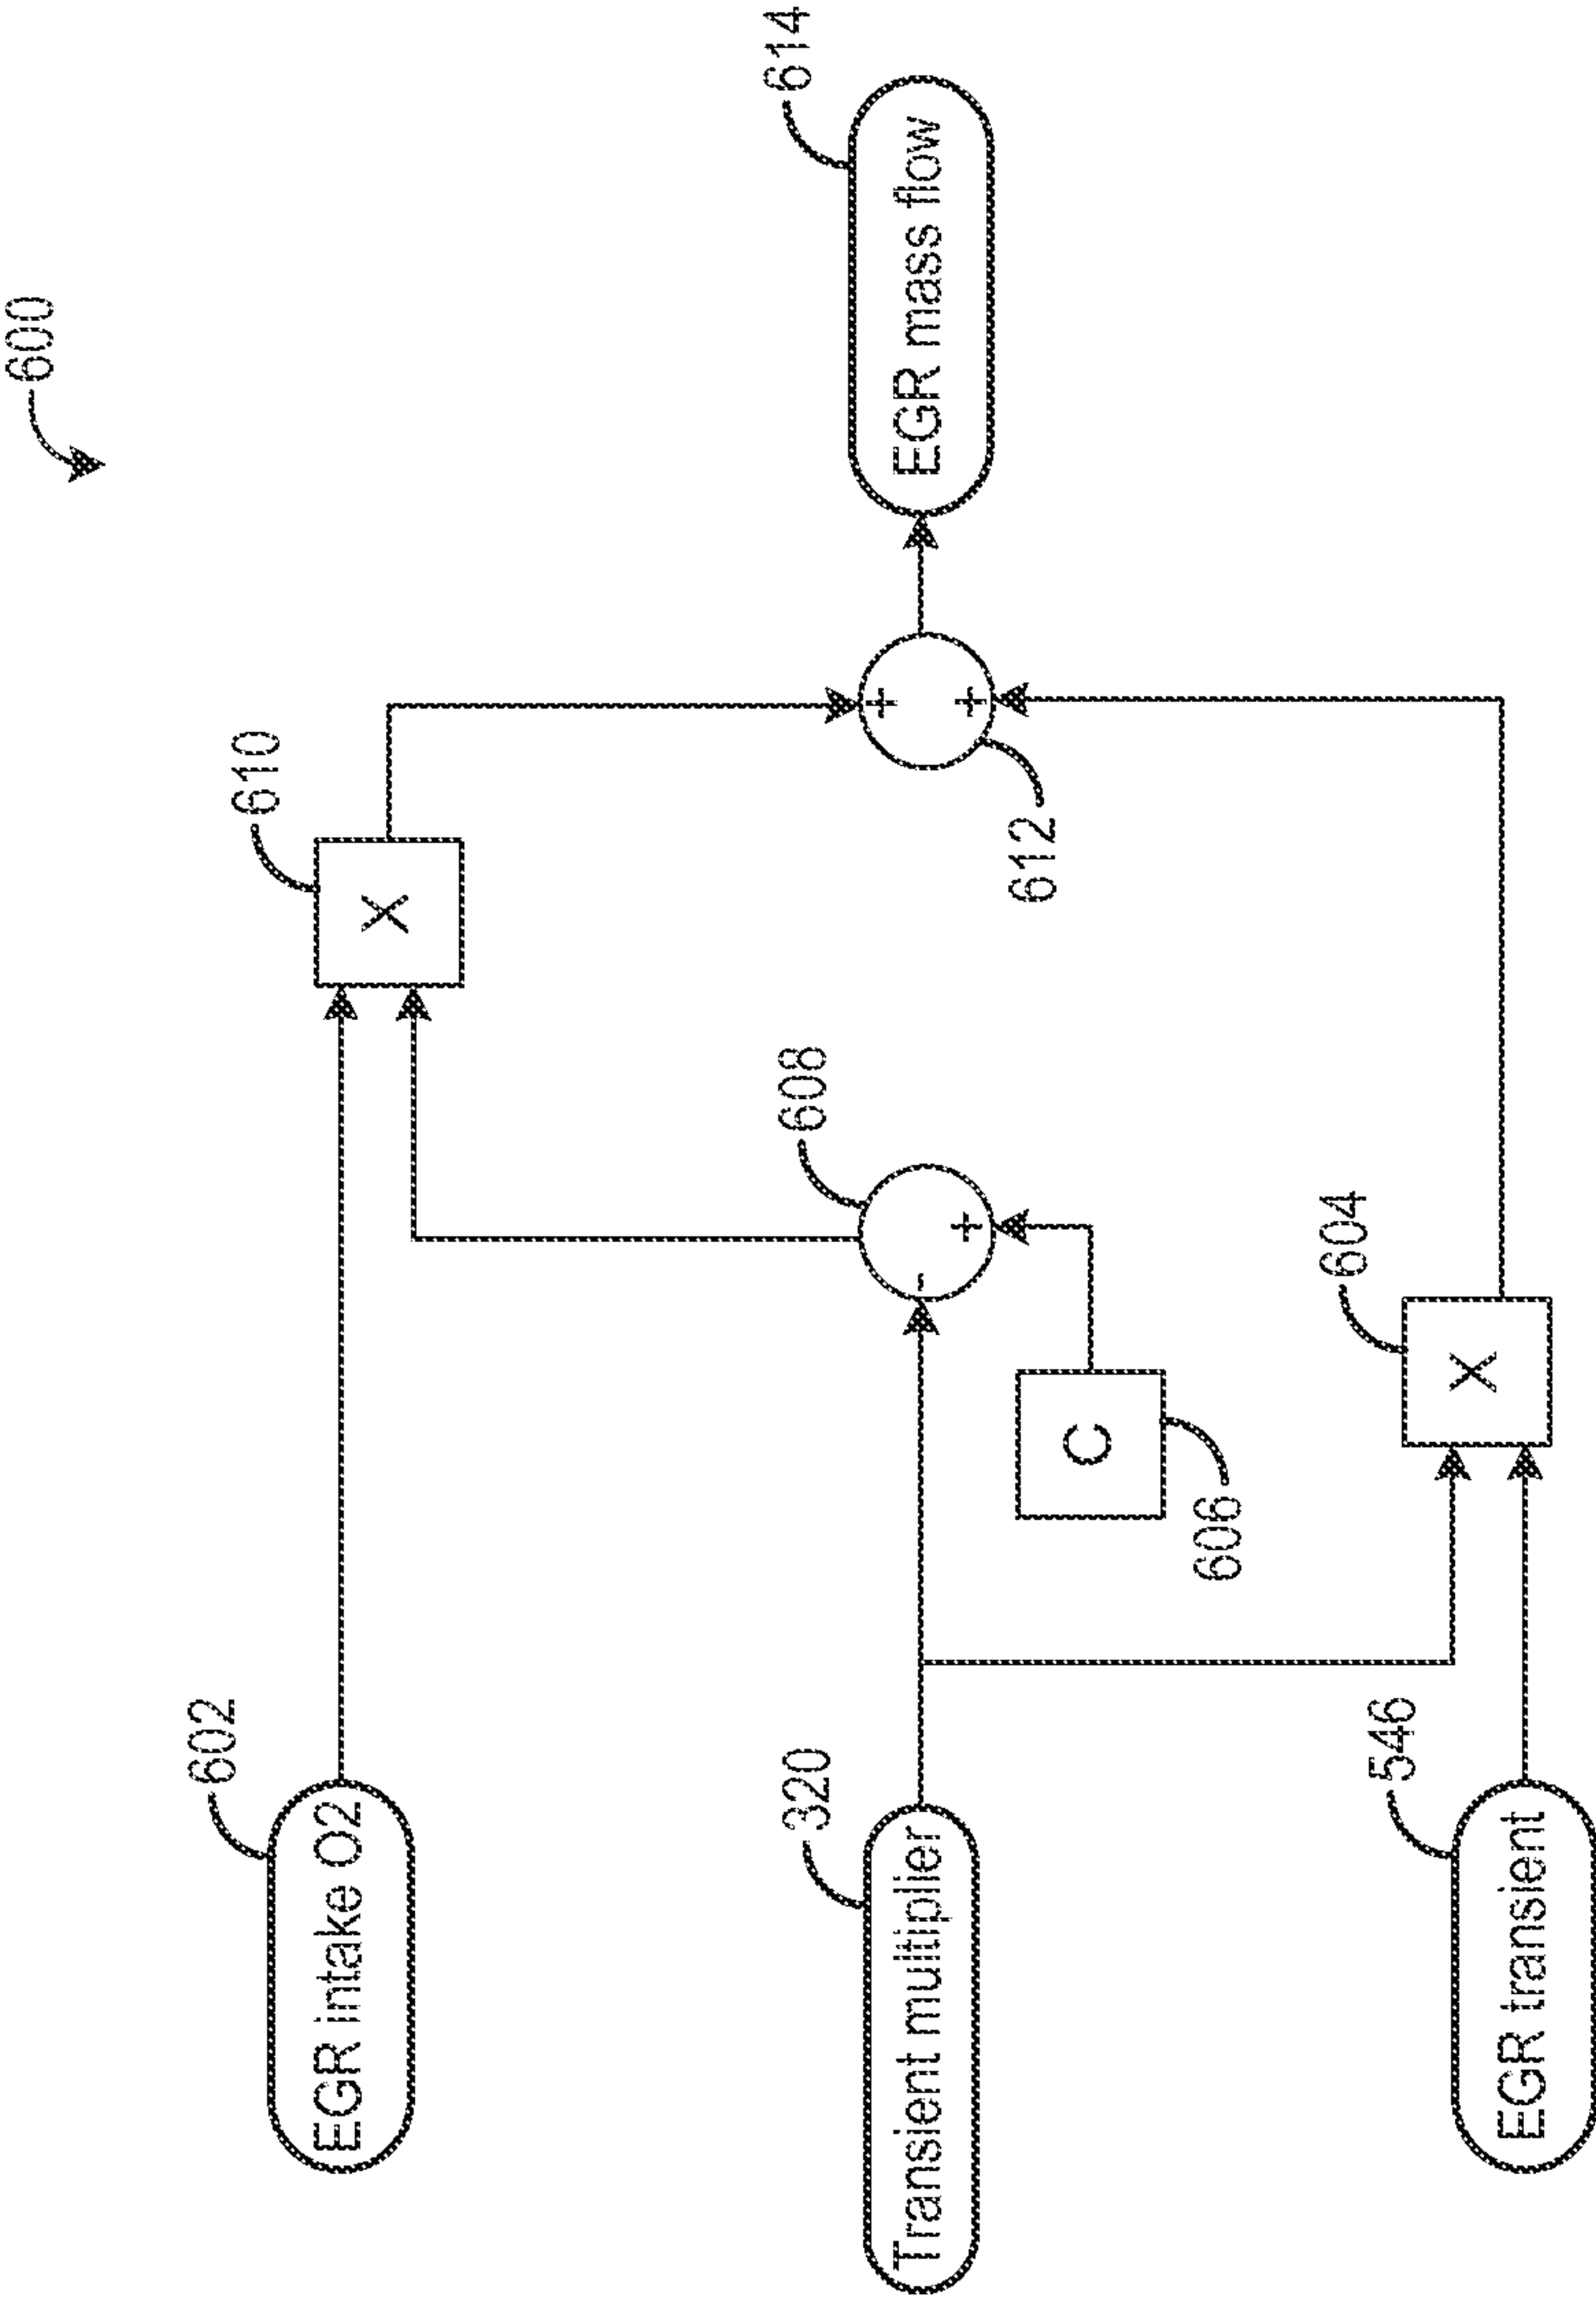 600
602
EGR intake O2
610
X
614
EGR mass flow
+
+
612
608
-
+
320
Transient multiplier
C
606
604
X
546
EGR transient